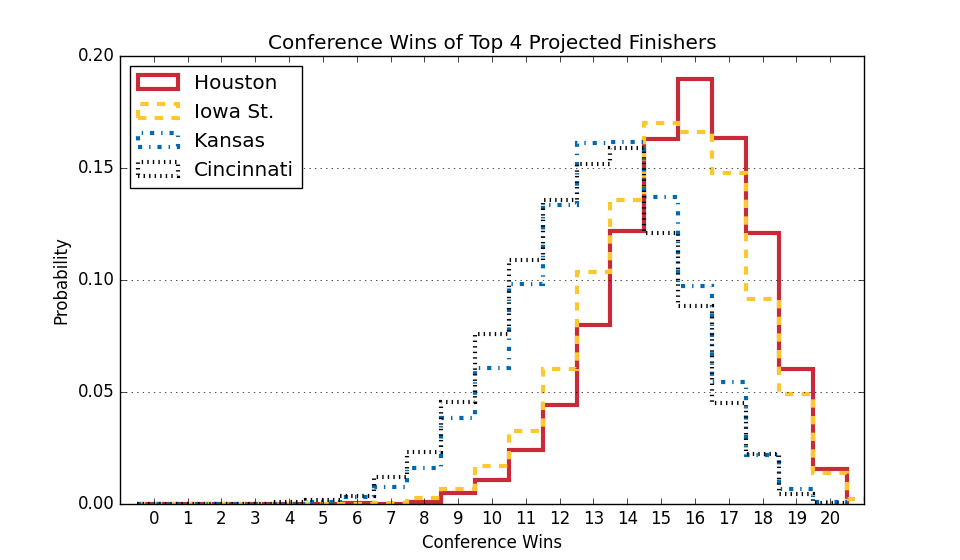 Conference Wins of Top 4 Projected Finishers
0.20
Houston
Iowa St.
Kansas
Cincinnati
0.15
0.10
0.05
0.00
Probability
0 1 2 3 4 5 6 7 8 9 10 11 12 13 14 15 16 17 18 19 20
Conference Wins